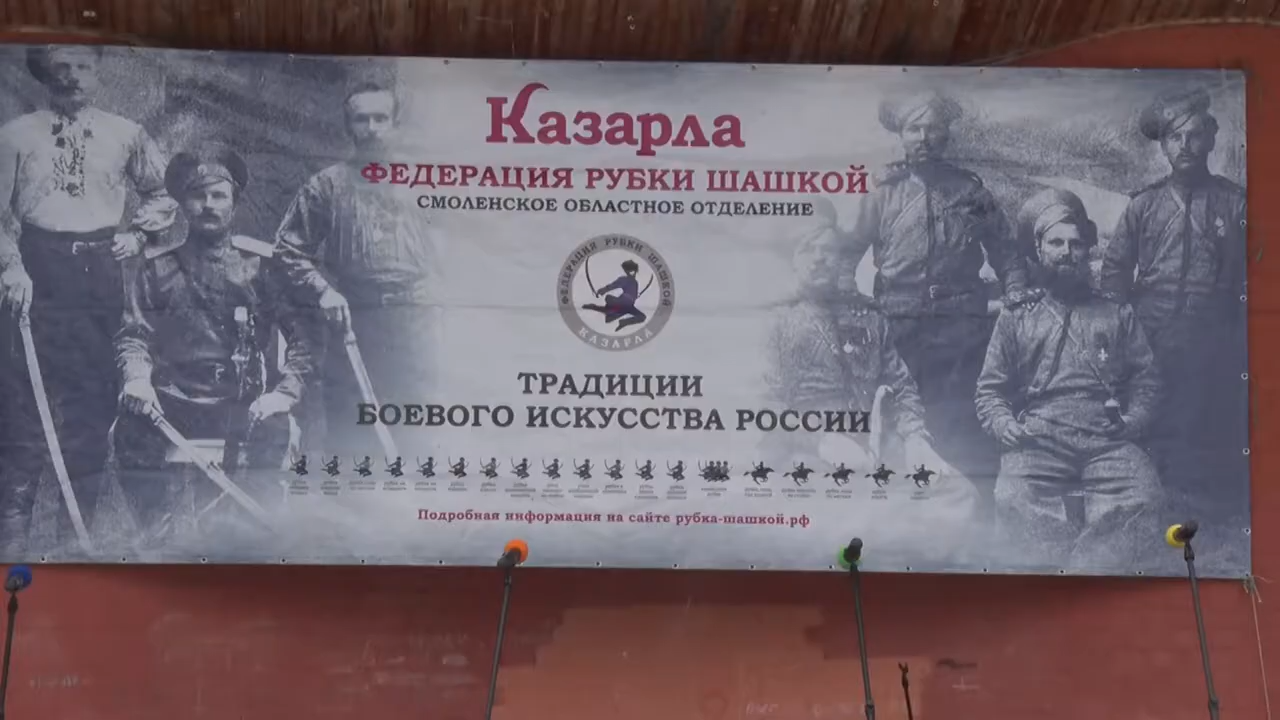 Казарла
ФЕДЕРАЦИЯ РУБКИ ШАШКОЙ
СМОЛЕНСКОЕ ОБЛАСТНОЕ ОТДЕЛЕНИЕ
ФЕДЕРАЦИЯ РУБКИ ШАШКОЙ
КАЗАРЛА
ТРАДИЦИИ
БОЕВОГО ИСКУССТВА РОССИИ
Подробная информация на сайте рубка-шашкой.рф